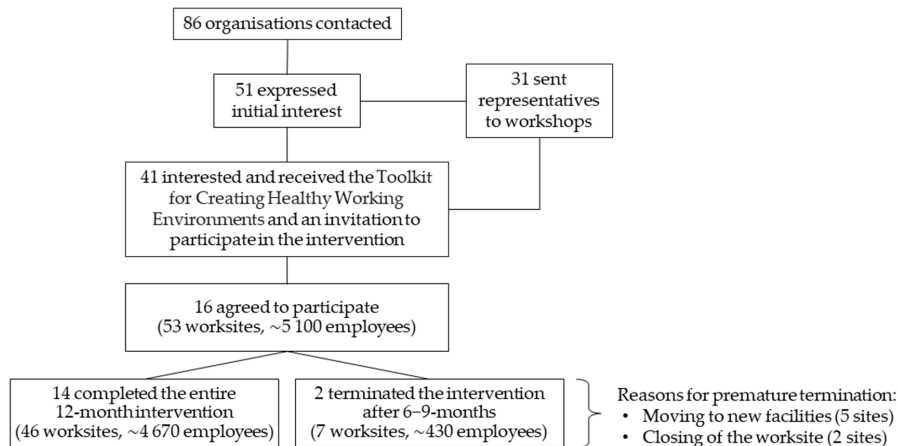 86 organisations contacted
51 expressed
initial interest
31 sent
representatives
to workshops
41 interested and received the Toolkit
for Creating Healthy Working
Environments and an invitation to
participate in the intervention
16 agreed to participate
(53 worksites, ~5 100 employees)
14 completed the entire
12-month intervention
(46 worksites, ~4 670 employees)
2 terminated the intervention
after 6–9-months
(7 worksites, ~430 employees)
Reasons for premature termination:
• Moving to new facilities (5 sites)
• Closing of the worksite (2 sites)